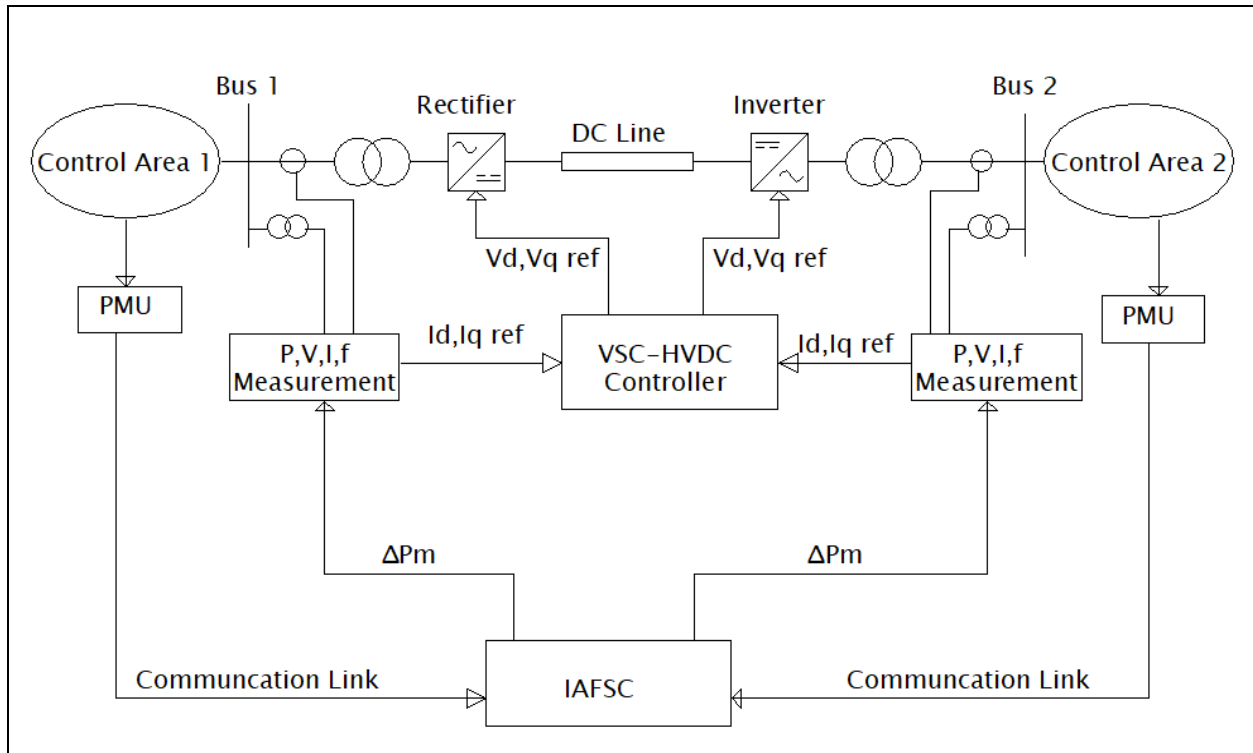 Bus 1
Bus 2
Rectifier
Inverter
DC Line
Control Area 1
Control Area 2
Vd,Vq ref
Vd,Vq ref
PMU
PMU
Id,Iq ref
Id,Iq ref
P,V,I,f
Measurement
VSC-HVDC
Controller
P,V,I,f
Measurement
ΔPm
ΔPm
Communcation Link
IAFSC
Communcation Link